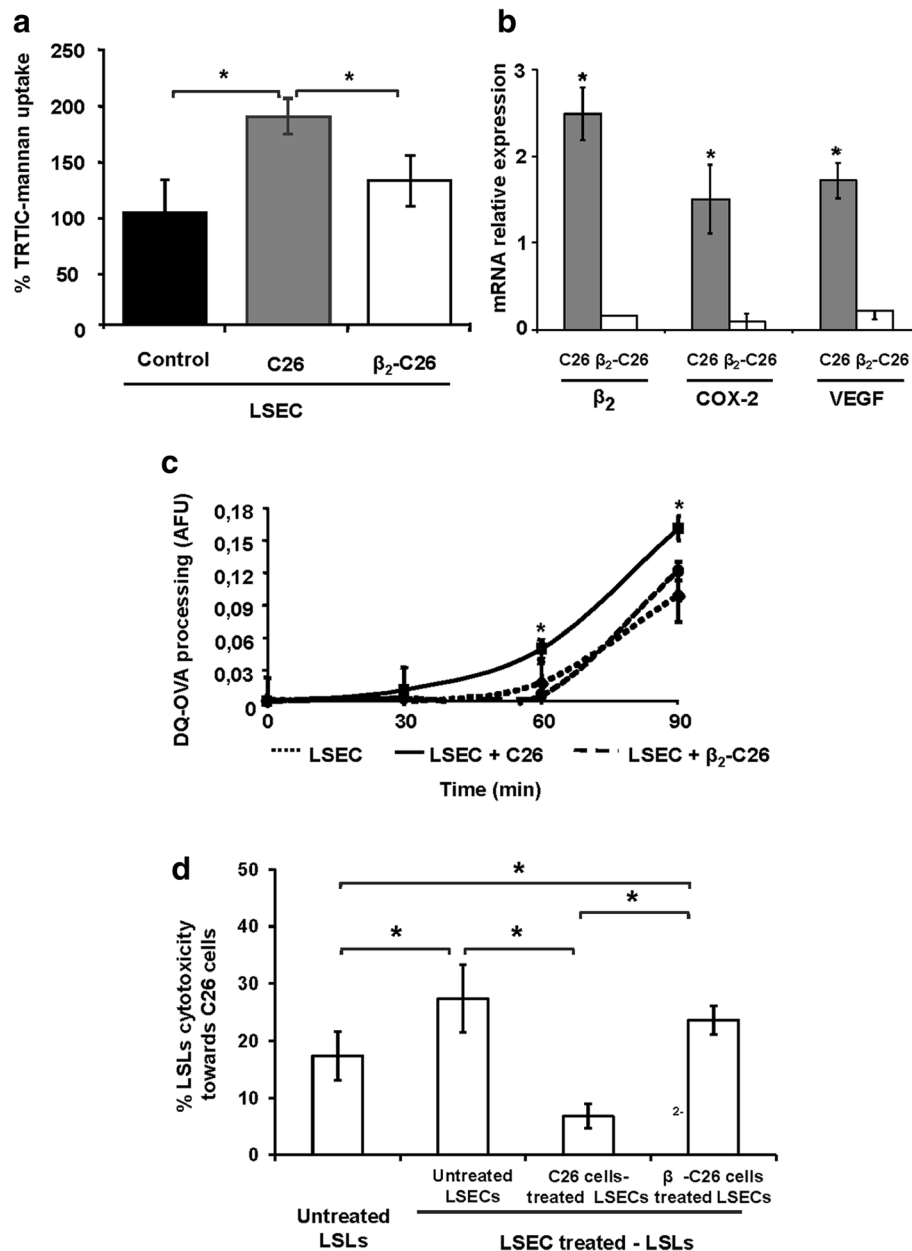 a
% TRTIC-mannan uptake
250
200
150
100
50
0
*
*
Control
C26
β₂-C26
LSEC
b
mRNA relative expression
3
2
1
0
*
*
*
C26 β₂-C26
C26 β₂-C26
C26 β₂-C26
β₂
COX-2
VEGF
c
DQ-OVA processing (AFU)
0,18
0,15
0,12
0,09
0,06
0,03
0
*
*
0
30
60
90
LSEC
LSEC + C26
LSEC + β₂-C26
Time (min)
d
% LSLs cytotoxicity
towards C26 cells
50
40
30
20
10
0
*
*
*
*
2-
Untreated
LSLs
Untreated
LSECs
C26 cells-
treated LSECs
β -C26 cells
treated LSECs
LSEC treated - LSLs